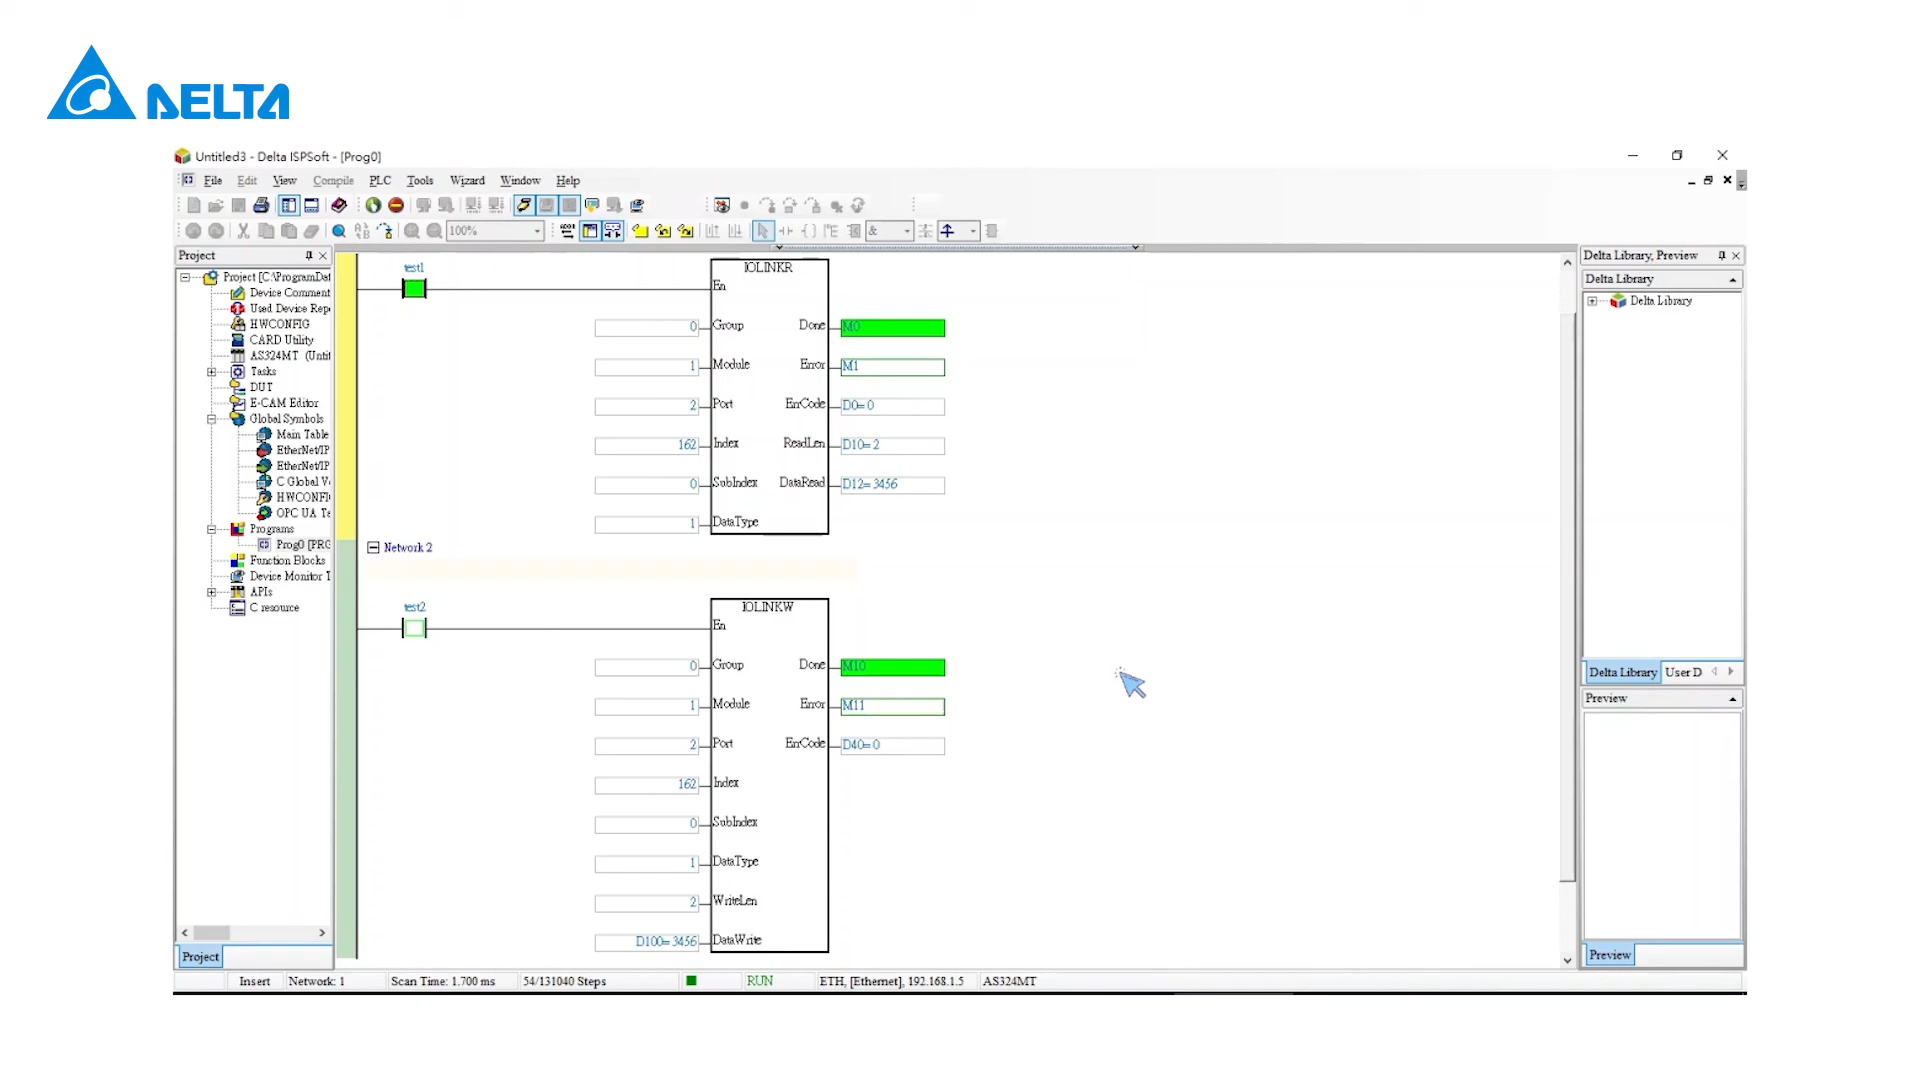 DELTA
Untitled3 - Delta ISPSoft - [Prog0]
File Edit View Compile PLC Tools Wizard Window Help
100%
&
Project
Project [C:\ProgramDat
Device Comment
Used Device Rep
HWCONFIG
CARD Utility
AS324MT (Unti
Tasks
DUT
E-CAM Editor
Global Symbols
Main Table
EtherNet/IP
EtherNet/IP
C Global V
HWCONFI
OPC UA Te
Programs
Prog0 [PRG
Function Blocks
Device Monitor T
APIs
C resource
Project
test1
IOLINKR
En
0 Group Done M0
1 Module Error M1
2 Port ErrCode D0=0
162 Index ReadLen D10=2
0 SubIndex DataRead D12=3456
1 DataType
Network 2
test2
IOLINKW
En
0 Group Done M10
1 Module Error M11
2 Port ErrCode D40=0
162 Index
0 SubIndex
1 DataType
2 WriteLen
D100=3456 DataWrite
Delta Library, Preview
Delta Library
Delta Library
Delta Library User D
Preview
Preview
Insert Network: 1 Scan Time: 1.700 ms 54/131040 Steps RUN ETH, [Ethernet], 192.168.1.5 AS324MT